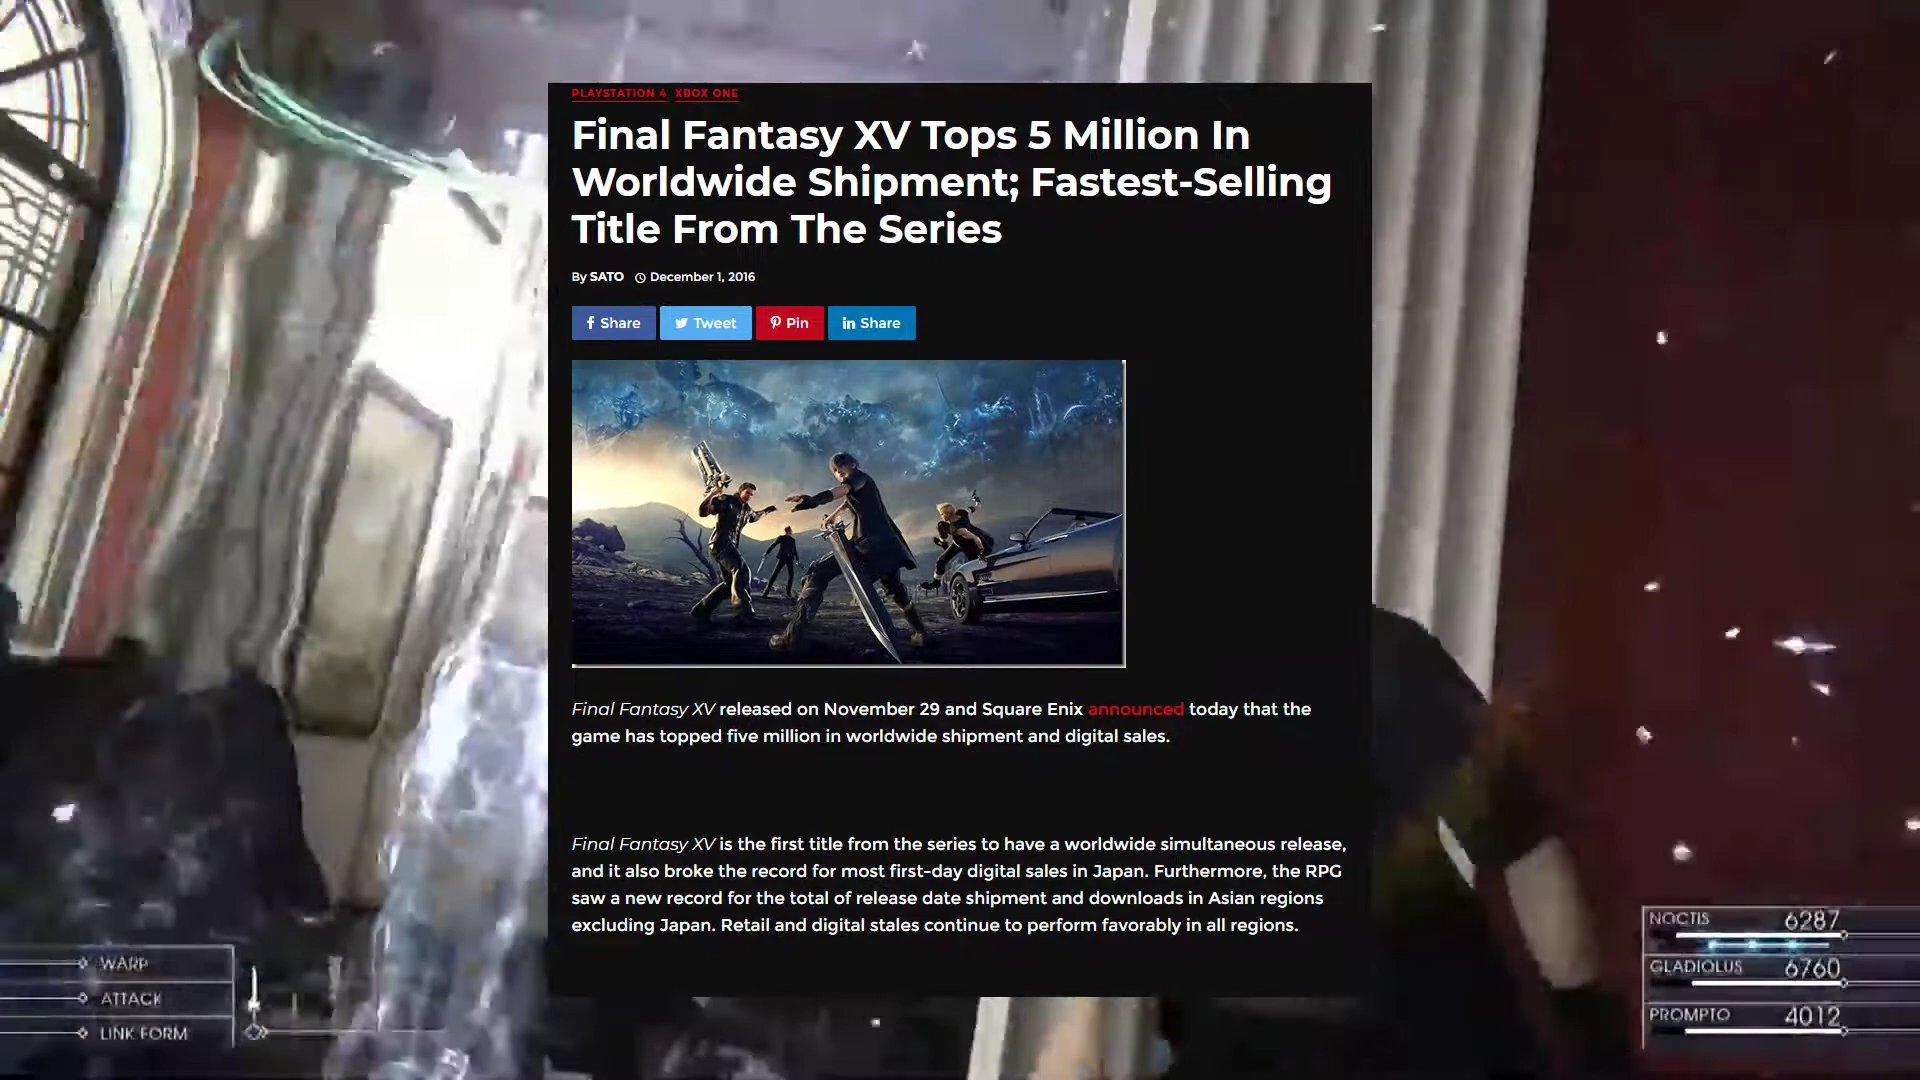 PLAYSTATION 4 XBOX ONE
Final Fantasy XV Tops 5 Million In
Worldwide Shipment; Fastest-Selling
Title From The Series
By SATO December 1, 2016
Share Tweet Pin Share
Final Fantasy XV released on November 29 and Square Enix announced today that the
game has topped five million in worldwide shipment and digital sales.
Final Fantasy XV is the first title from the series to have a worldwide simultaneous release,
and it also broke the record for most first-day digital sales in Japan. Furthermore, the RPG
saw a new record for the total of release date shipment and downloads in Asian regions
excluding Japan. Retail and digital stales continue to perform favorably in all regions.
WARP
ATTACK
LINK FORM
NOCTIS 6287
GLADIOLUS 6760
PROMPTO 4012